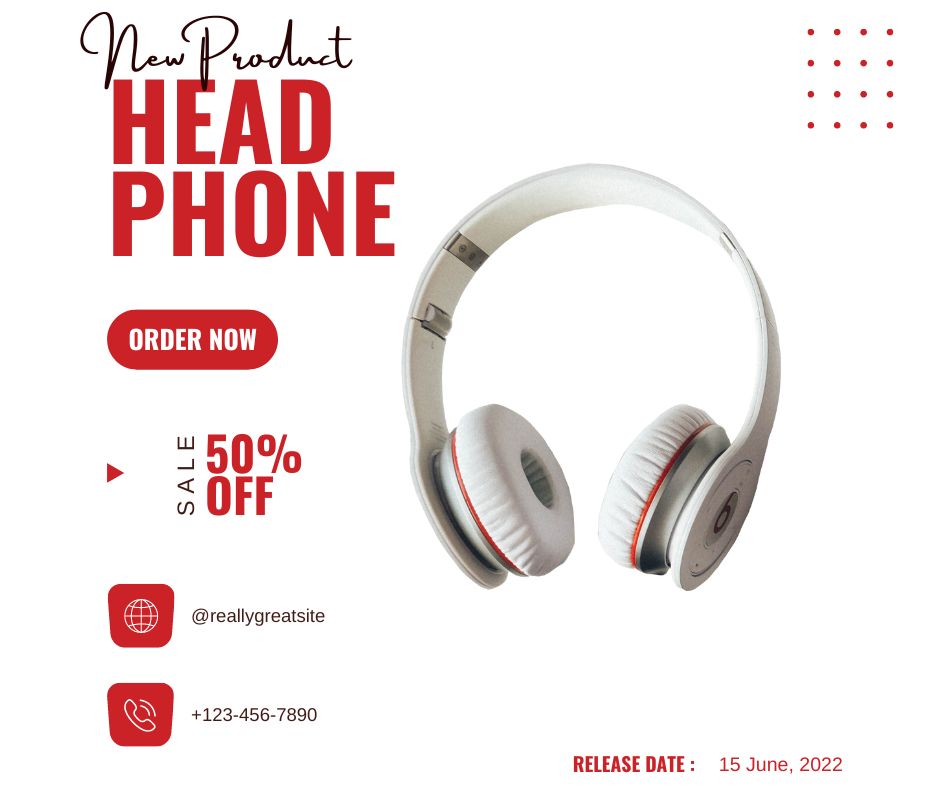 New Product
HEAD
PHONE
ORDER NOW
SALE
50%
OFF
@reallygreatsite
+123-456-7890
RELEASE DATE : 15 June, 2022